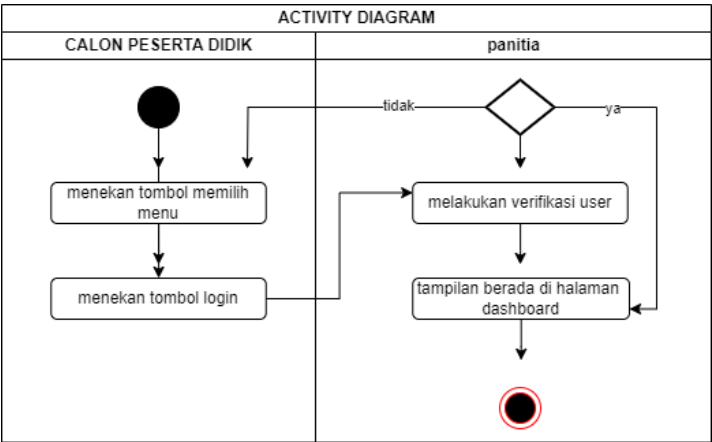 ACTIVITY DIAGRAM
CALON PESERTA DIDIK
panitia
tidak
ya
menekan tombol memilih
menu
melakukan verifikasi user
menekan tombol login
tampilan berada di halaman
dashboard